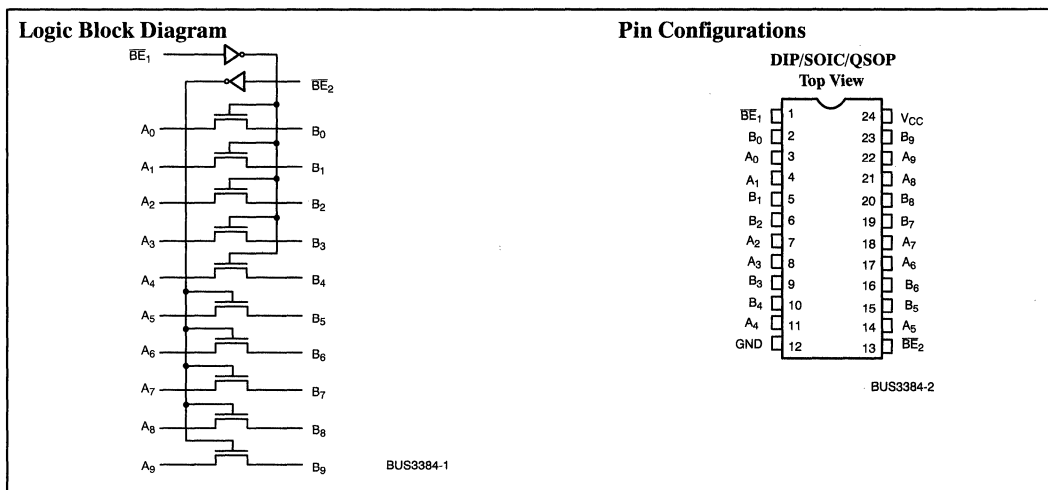 Logic Block Diagram
B̅E̅₁
B̅E̅₂
A₀ B₀
A₁ B₁
A₂ B₂
A₃ B₃
A₄ B₄
A₅ B₅
A₆ B₆
A₇ B₇
A₈ B₈
A₉ B₉
BUS3384-1
Pin Configurations
DIP/SOIC/QSOP
Top View
B̅E̅₁ 1 24 VCC
B₀ 2 23 B₉
A₀ 3 22 A₉
A₁ 4 21 A₈
B₁ 5 20 B₈
B₂ 6 19 B₇
A₂ 7 18 A₇
A₃ 8 17 A₆
B₃ 9 16 B₆
B₄ 10 15 B₅
A₄ 11 14 A₅
GND 12 13 B̅E̅₂
BUS3384-2